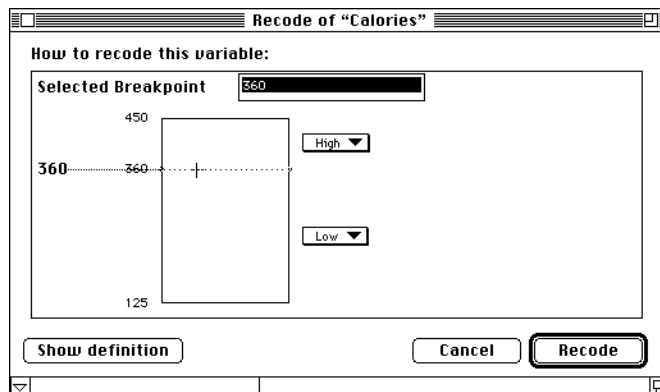 Recode of “Calories”
How to recode this variable:
Selected Breakpoint 360
450
High
360 360
Low
125
Show definition Cancel Recode